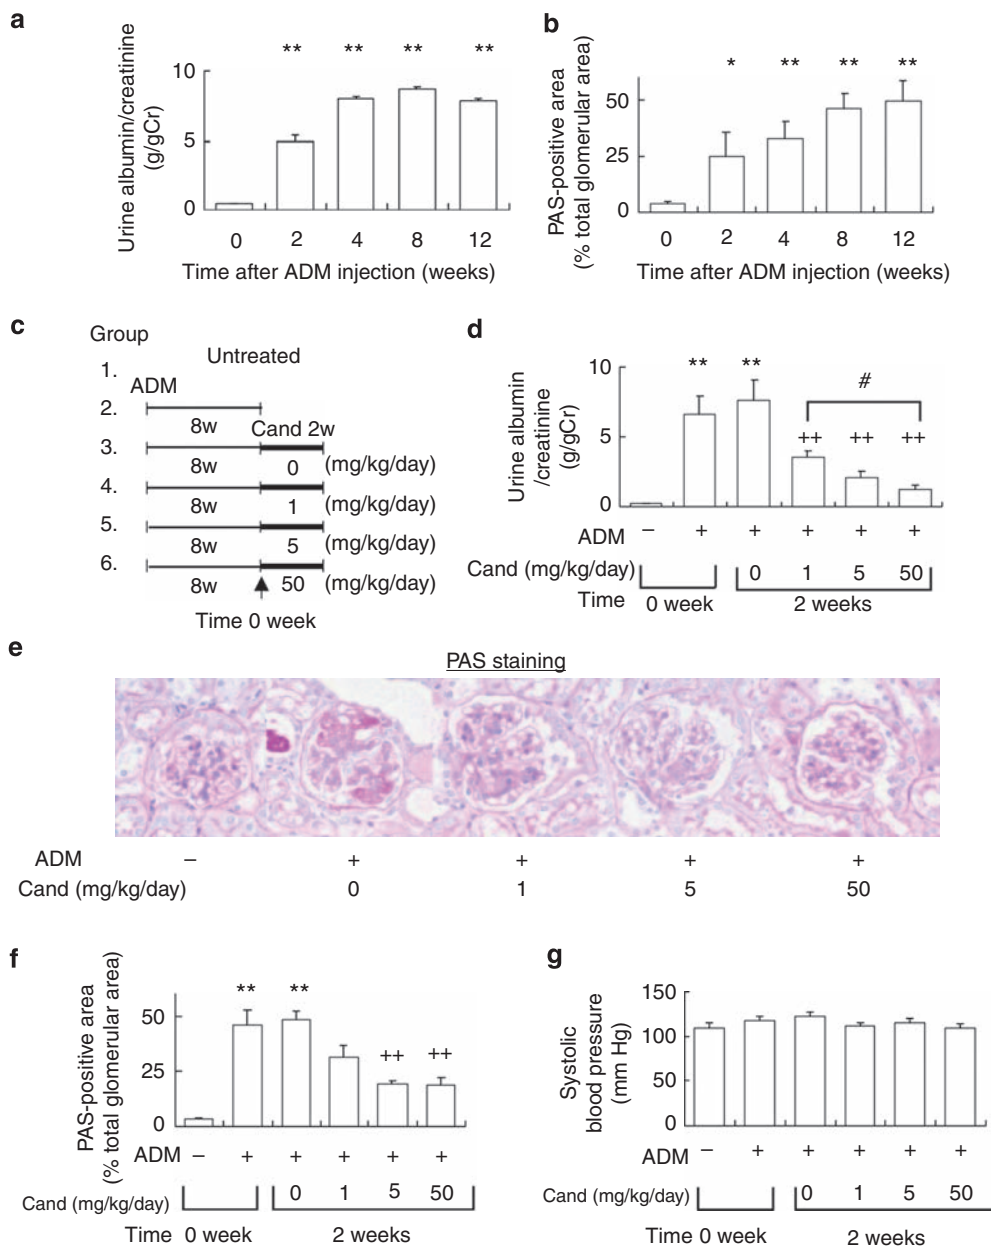 a
Urine albumin/creatinine
(g/gCr)
10
5
0
** ** ** **
0 2 4 8 12
Time after ADM injection (weeks)
b
PAS-positive area
(% total glomerular area)
50
25
0
* ** ** **
0 2 4 8 12
Time after ADM injection (weeks)
c
Group
Untreated
1.
ADM
2.
8w Cand 2w
3.
8w 0 (mg/kg/day)
4.
8w 1 (mg/kg/day)
5.
8w 5 (mg/kg/day)
6.
8w 50 (mg/kg/day)
Time 0 week
d
Urine albumin
/creatinine
(g/gCr)
10
5
0
** **
#
++ ++ ++
ADM – + + + + +
Cand (mg/kg/day) 0 1 5 50
Time 0 week 2 weeks
e
PAS staining
ADM – + + + +
Cand (mg/kg/day) 0 1 5 50
f
PAS-positive area
(% total glomerular area)
50
25
0
** **
++ ++
ADM – + + + + +
Cand (mg/kg/day) 0 1 5 50
Time 0 week 2 weeks
g
Systolic
blood pressure
(mm Hg)
150
100
50
0
ADM – + + + + +
Cand (mg/kg/day) 0 1 5 50
Time 0 week 2 weeks